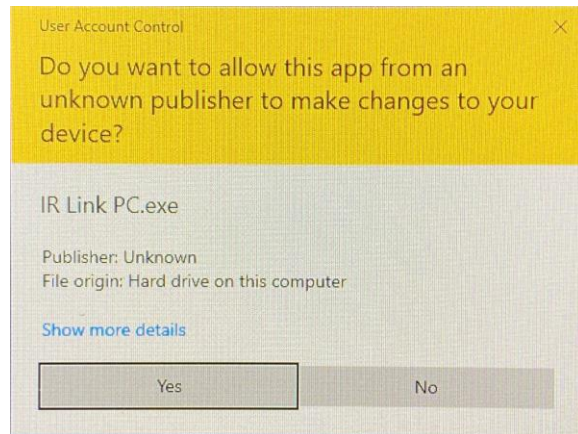 User Account Control
Do you want to allow this app from an
unknown publisher to make changes to your
device?
IR Link PC.exe
Publisher: Unknown
File origin: Hard drive on this computer
Show more details
Yes
No